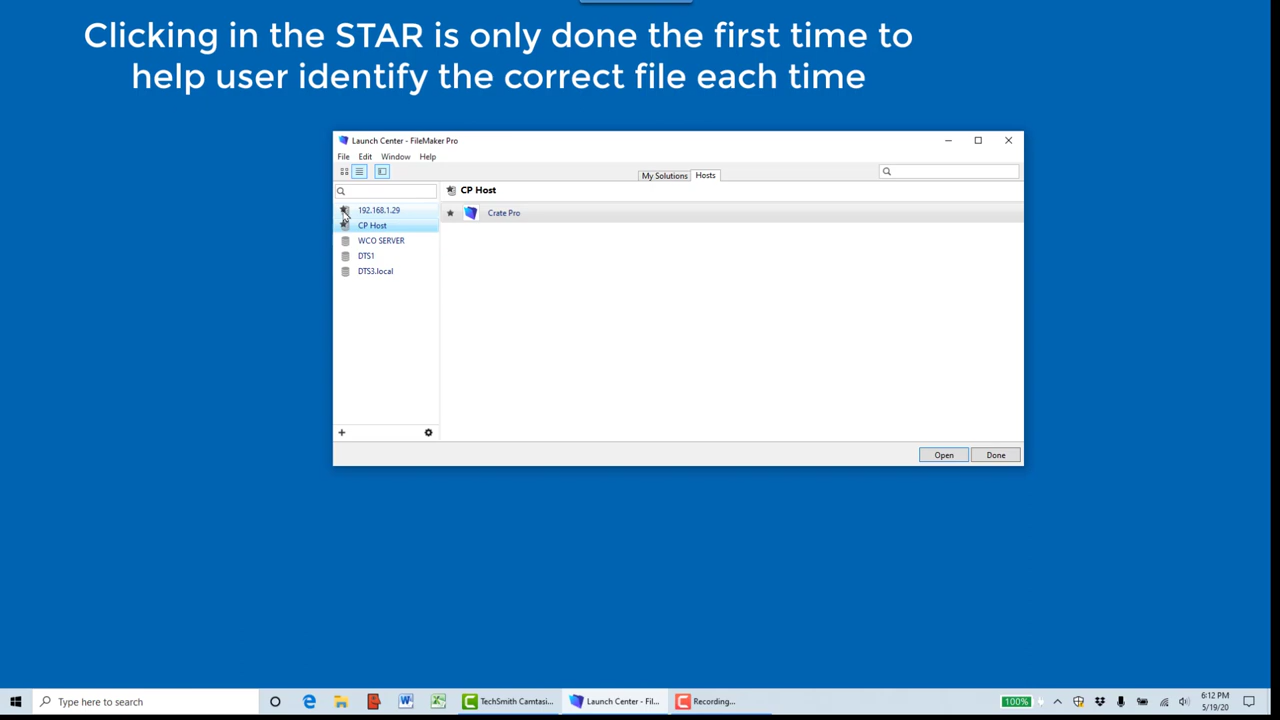 Clicking in the STAR is only done the first time to
help user identify the correct file each time
Launch Center - FileMaker Pro
File Edit Window Help
My Solutions Hosts
CP Host
192.168.1.29
Crate Pro
CP Host
WCO SERVER
DTS1
DTS3.local
Open Done
Type here to search
TechSmith Camtasi...
Launch Center - Fil...
Recording...
100%
6:12 PM
5/19/20